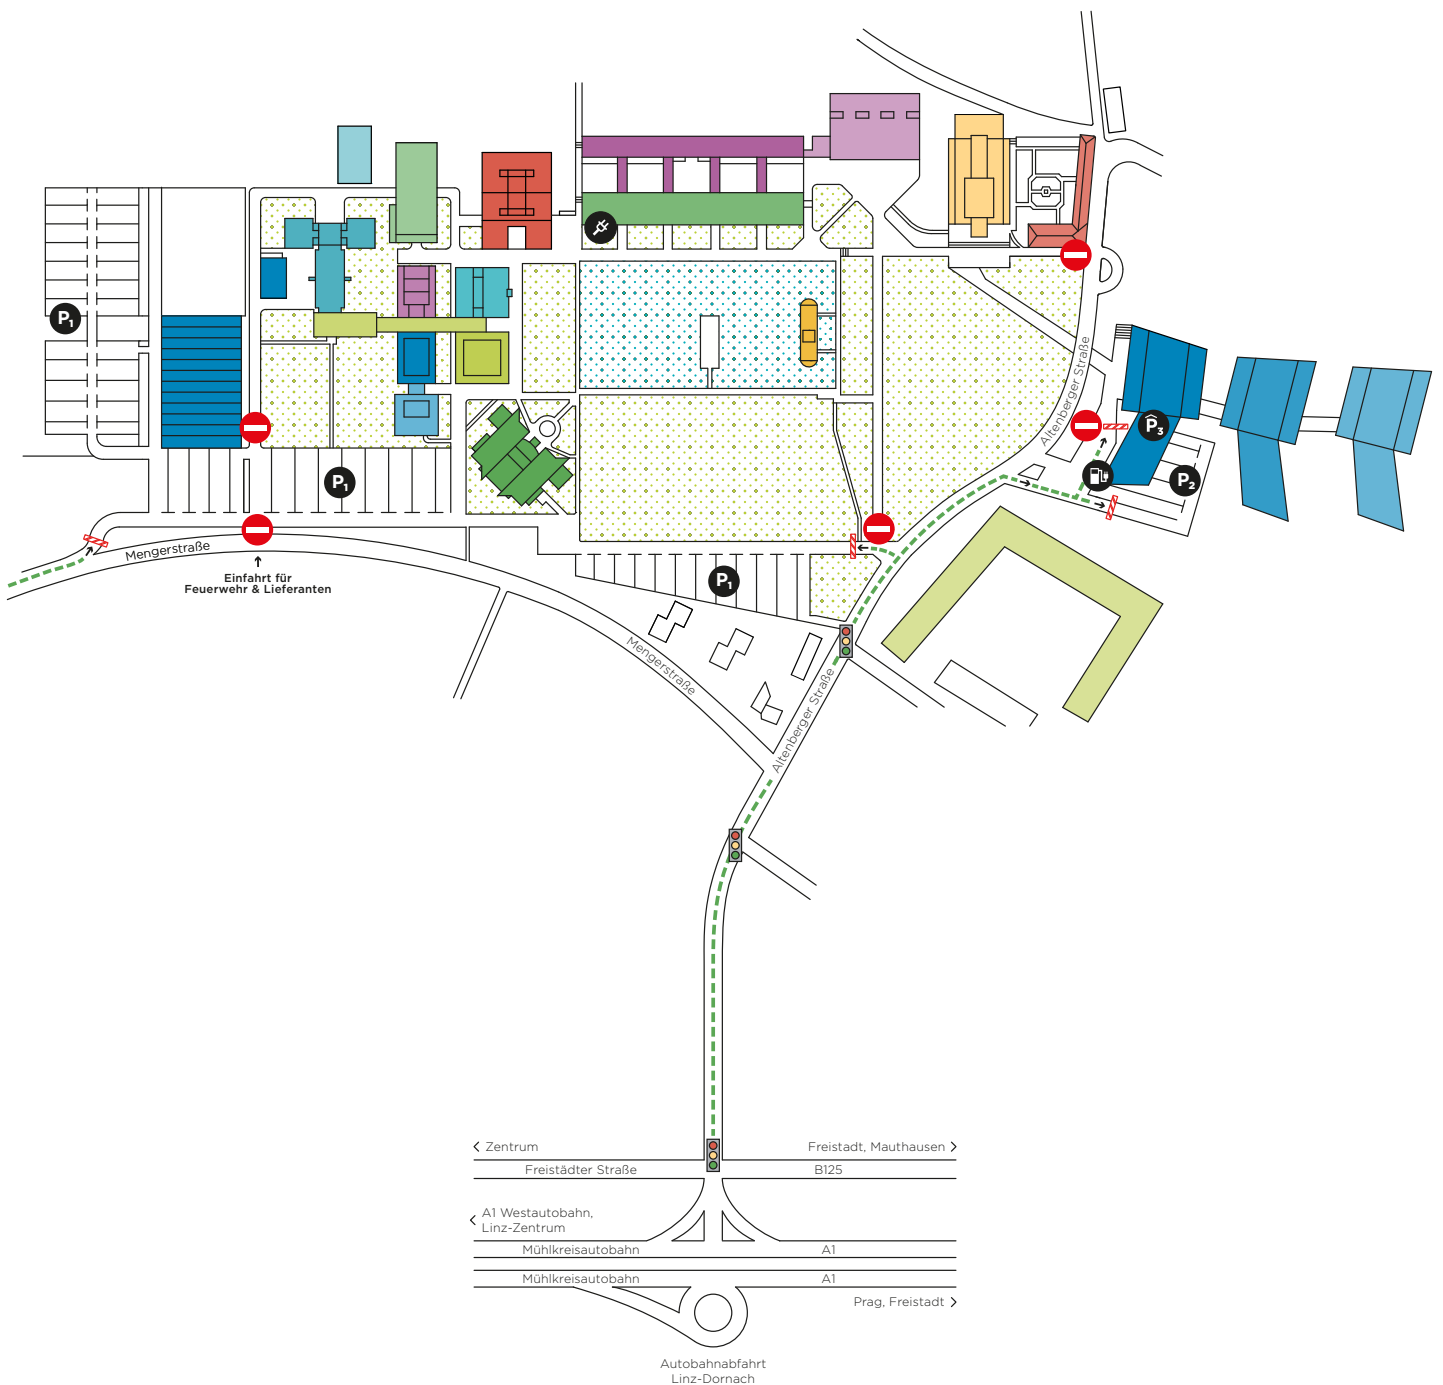 P1
Altenberger Straße
P3
P1
P2
Mengerstraße
Einfahrt für
Feuerwehr & Lieferanten
P1
Mengerstraße
Altenberger Straße
Zentrum
Freistadt, Mauthausen
Freistädter Straße
B125
A1 Westautobahn,
Linz-Zentrum
Mühlkreisautobahn
A1
Mühlkreisautobahn
A1
Prag, Freistadt
Autobahnabfahrt
Linz-Dornach